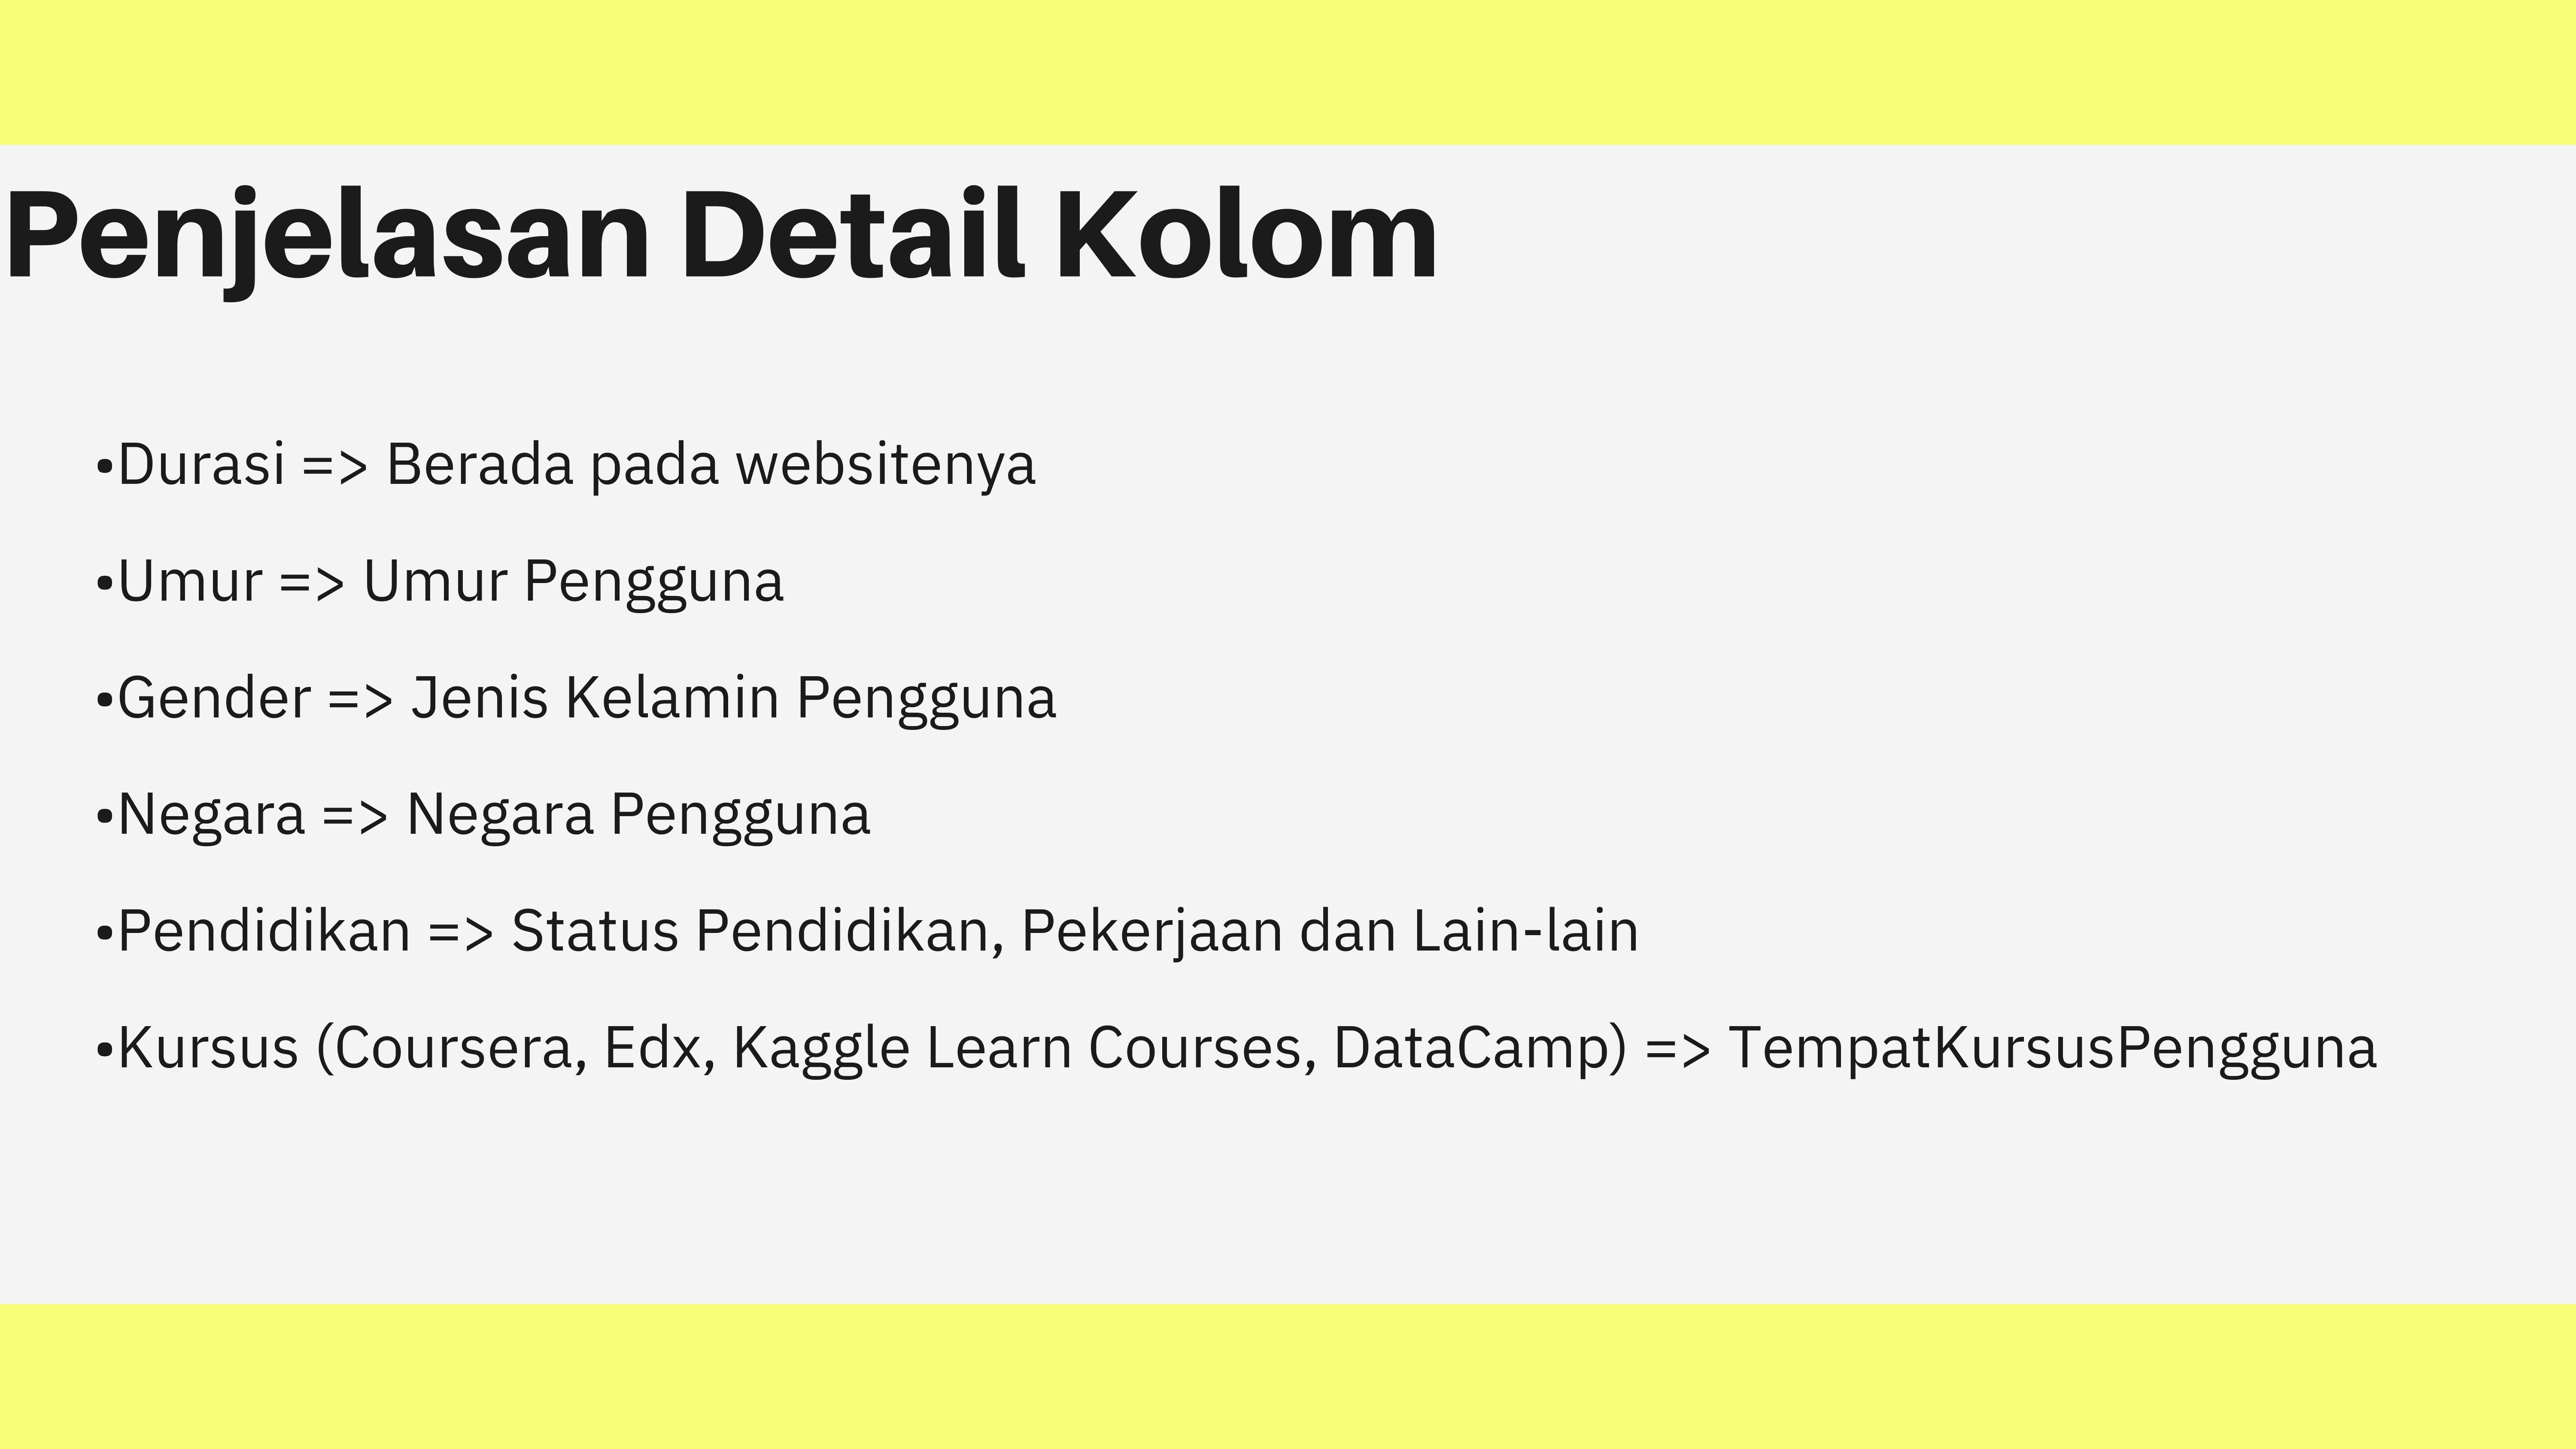 Penjelasan Detail Kolom
•Durasi => Berada pada websitenya
•Umur => Umur Pengguna
•Gender => Jenis Kelamin Pengguna
•Negara => Negara Pengguna
•Pendidikan => Status Pendidikan, Pekerjaan dan Lain-lain
•Kursus (Coursera, Edx, Kaggle Learn Courses, DataCamp) => TempatKursusPengguna